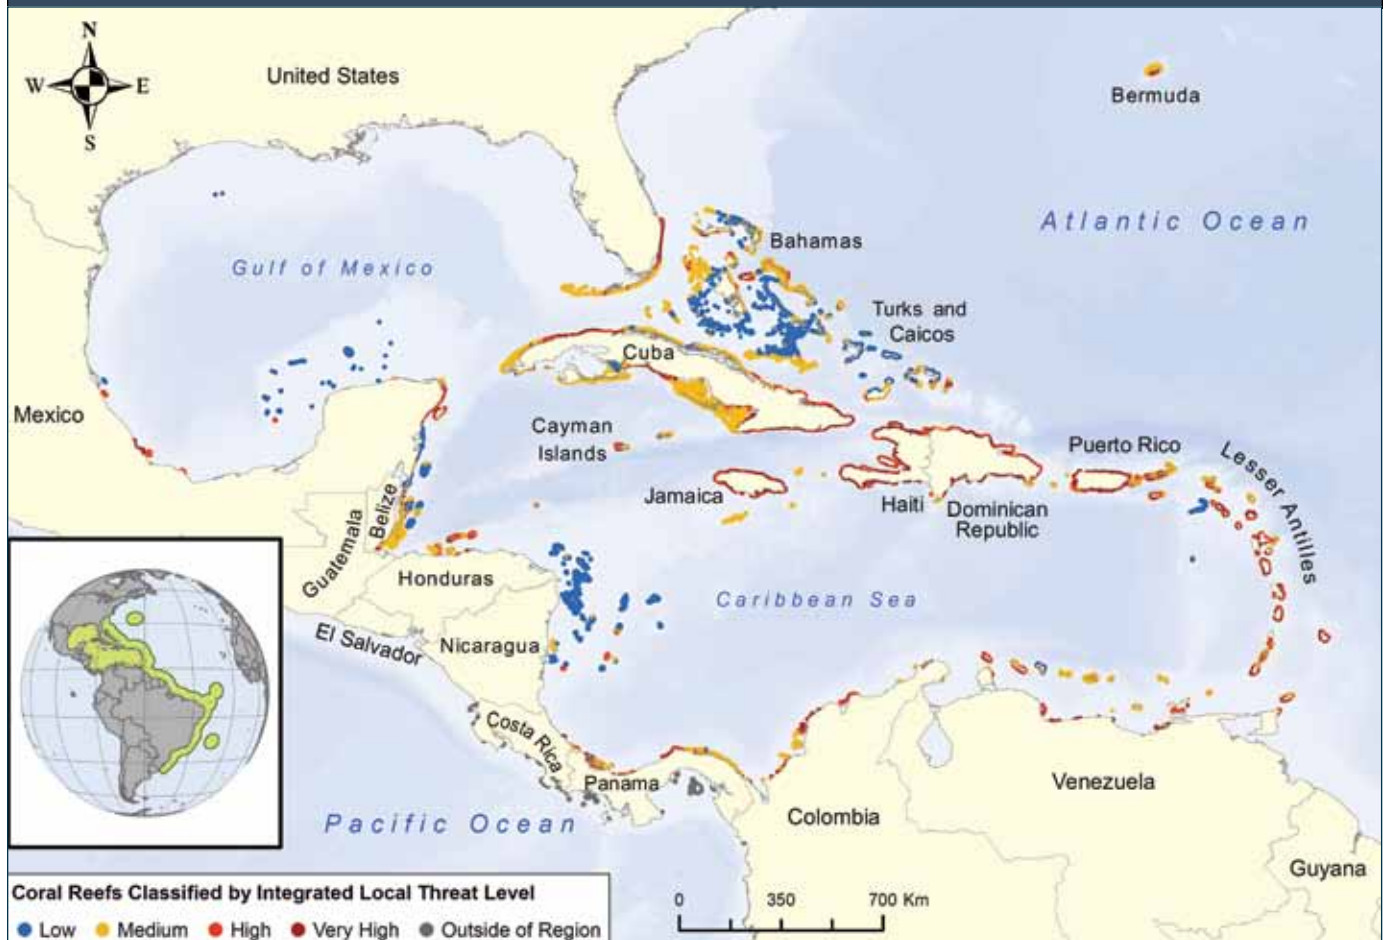 N
W
E
S
United States
Bermuda
Atlantic Ocean
Bahamas
Gulf of Mexico
Turks and
Caicos
Cuba
Mexico
Cayman
Islands
Puerto Rico
Lesser Antilles
Jamaica
Haiti
Dominican
Republic
Belize
Guatemala
Honduras
Caribbean Sea
El Salvador
Nicaragua
Costa Rica
Panama
Venezuela
Colombia
Pacific Ocean
Guyana
Coral Reefs Classified by Integrated Local Threat Level
Low Medium High Very High Outside of Region
0 350 700 Km